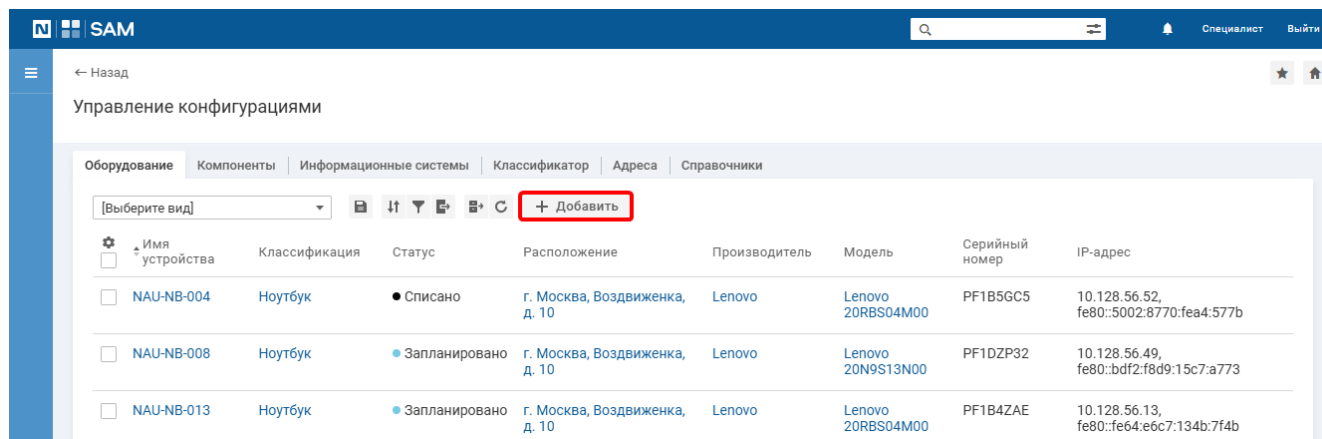 N SAM Специалист Выйти
← Назад
Управление конфигурациями
Оборудование Компоненты Информационные системы Классификатор Адреса Справочники
[Выберите вид] + Добавить
Имя устройства Классификация Статус Расположение Производитель Модель Серийный номер IP-адрес
NAU-NB-004 Ноутбук Списано г. Москва, Воздвиженка, Lenovo Lenovo PF1B5GC5 10.128.56.52,
д. 10 20RBS04M00 fe80::5002:8770:fea4:577b
NAU-NB-008 Ноутбук Запланировано г. Москва, Воздвиженка, Lenovo Lenovo PF1DZP32 10.128.56.49,
д. 10 20N9S13N00 fe80::bdf2:f8d9:15c7:a773
NAU-NB-013 Ноутбук Запланировано г. Москва, Воздвиженка, Lenovo Lenovo PF1B4ZAE 10.128.56.13,
д. 10 20RBS04M00 fe80::fe64:e6c7:134b:7f4b